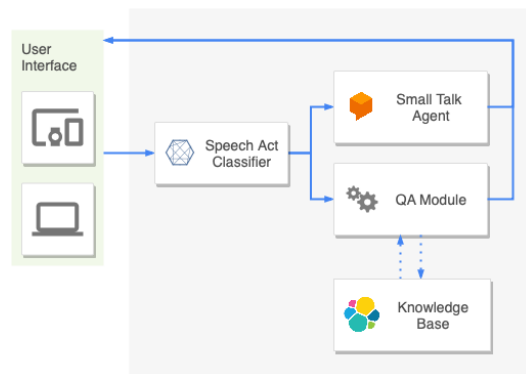 User
Interface
Small Talk
Agent
Speech Act
Classifier
QA Module
Knowledge
Base